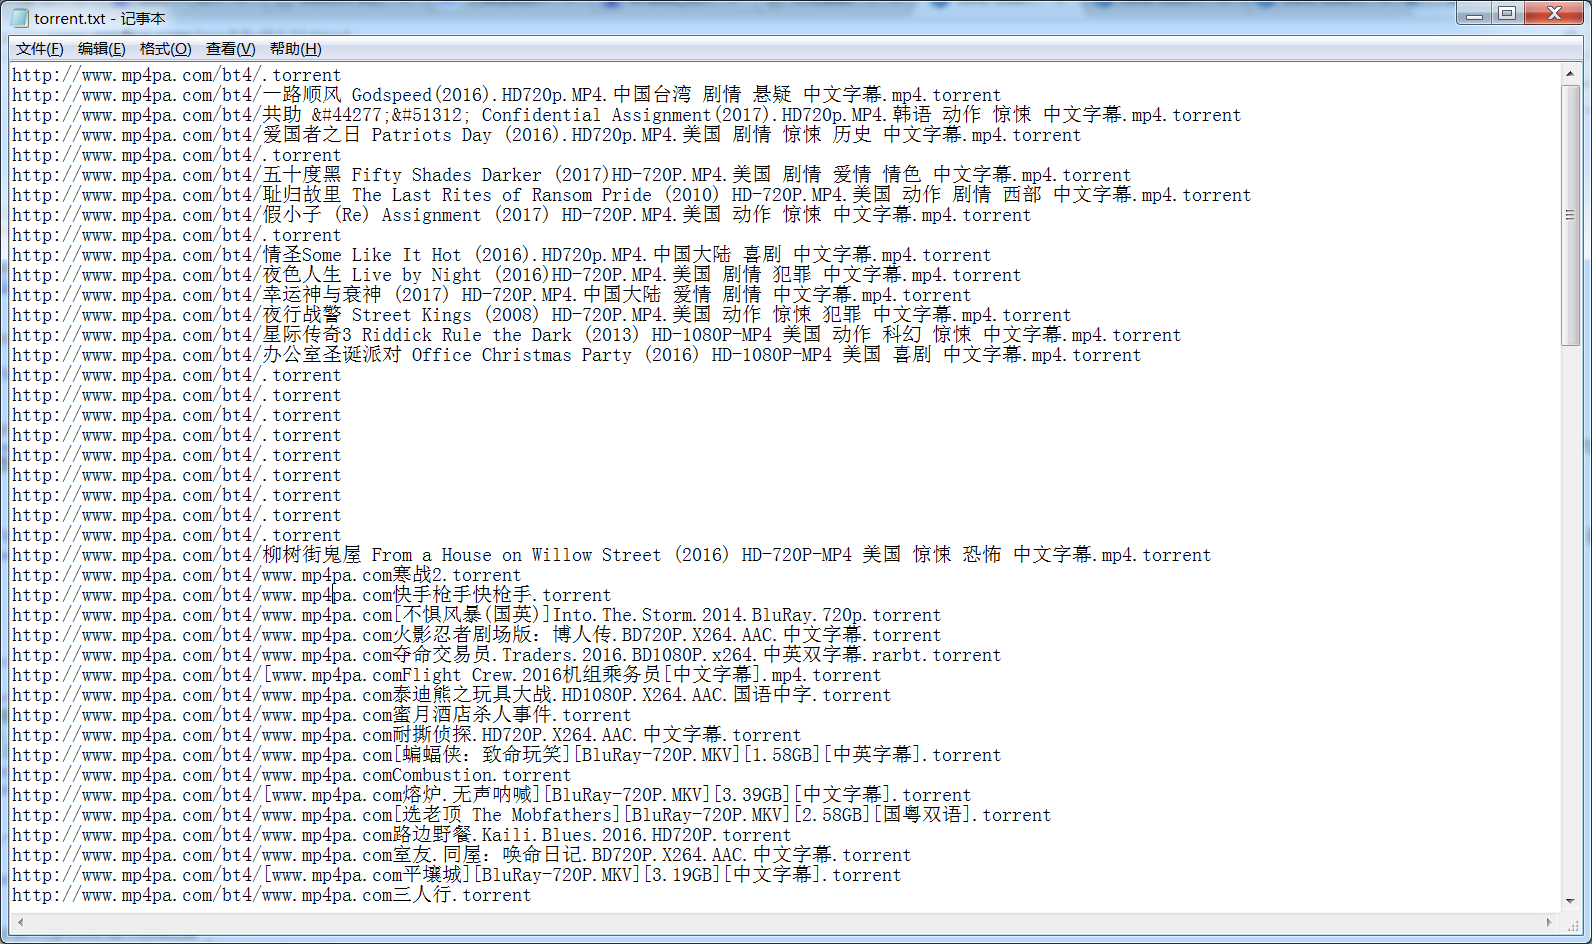 torrent.txt - 记事本
文件(F) 编辑(E) 格式(O) 查看(V) 帮助(H)
http://www.mp4pa.com/bt4/.torrent
http://www.mp4pa.com/bt4/一路顺风 Godspeed(2016).HD720p.MP4.中国台湾 剧情 悬疑 中文字幕.mp4.torrent
http://www.mp4pa.com/bt4/共助 &#44277;&#51312; Confidential Assignment(2017).HD720p.MP4.韩语 动作 惊悚 中文字幕.mp4.torrent
http://www.mp4pa.com/bt4/爱国者之日 Patriots Day (2016).HD720p.MP4.美国 剧情 惊悚 历史 中文字幕.mp4.torrent
http://www.mp4pa.com/bt4/.torrent
http://www.mp4pa.com/bt4/五十度黑 Fifty Shades Darker (2017)HD-720P.MP4.美国 剧情 爱情 情色 中文字幕.mp4.torrent
http://www.mp4pa.com/bt4/耻归故里 The Last Rites of Ransom Pride (2010) HD-720P.MP4.美国 动作 剧情 西部 中文字幕.mp4.torrent
http://www.mp4pa.com/bt4/假小子 (Re) Assignment (2017) HD-720P.MP4.美国 动作 惊悚 中文字幕.mp4.torrent
http://www.mp4pa.com/bt4/.torrent
http://www.mp4pa.com/bt4/情圣Some Like It Hot (2016).HD720p.MP4.中国大陆 喜剧 中文字幕.mp4.torrent
http://www.mp4pa.com/bt4/夜色人生 Live by Night (2016)HD-720P.MP4.美国 剧情 犯罪 中文字幕.mp4.torrent
http://www.mp4pa.com/bt4/幸运神与衰神 (2017) HD-720P.MP4.中国大陆 爱情 剧情 中文字幕.mp4.torrent
http://www.mp4pa.com/bt4/夜行战警 Street Kings (2008) HD-720P.MP4.美国 动作 惊悚 犯罪 中文字幕.mp4.torrent
http://www.mp4pa.com/bt4/星际传奇3 Riddick Rule the Dark (2013) HD-1080P-MP4 美国 动作 科幻 惊悚 中文字幕.mp4.torrent
http://www.mp4pa.com/bt4/办公室圣诞派对 Office Christmas Party (2016) HD-1080P-MP4 美国 喜剧 中文字幕.mp4.torrent
http://www.mp4pa.com/bt4/.torrent
http://www.mp4pa.com/bt4/.torrent
http://www.mp4pa.com/bt4/.torrent
http://www.mp4pa.com/bt4/.torrent
http://www.mp4pa.com/bt4/.torrent
http://www.mp4pa.com/bt4/.torrent
http://www.mp4pa.com/bt4/.torrent
http://www.mp4pa.com/bt4/.torrent
http://www.mp4pa.com/bt4/.torrent
http://www.mp4pa.com/bt4/柳树街鬼屋 From a House on Willow Street (2016) HD-720P-MP4 美国 惊悚 恐怖 中文字幕.mp4.torrent
http://www.mp4pa.com/bt4/www.mp4pa.com寒战2.torrent
http://www.mp4pa.com/bt4/www.mp4pa.com快手枪手快枪手.torrent
http://www.mp4pa.com/bt4/www.mp4pa.com[不惧风暴(国英)]Into.The.Storm.2014.BluRay.720p.torrent
http://www.mp4pa.com/bt4/www.mp4pa.com火影忍者剧场版：博人传.BD720P.X264.AAC.中文字幕.torrent
http://www.mp4pa.com/bt4/www.mp4pa.com夺命交易员.Traders.2016.BD1080P.x264.中英双字幕.rarbt.torrent
http://www.mp4pa.com/bt4/[www.mp4pa.comFlight Crew.2016机组乘务员[中文字幕].mp4.torrent
http://www.mp4pa.com/bt4/www.mp4pa.com泰迪熊之玩具大战.HD1080P.X264.AAC.国语中字.torrent
http://www.mp4pa.com/bt4/www.mp4pa.com蜜月酒店杀人事件.torrent
http://www.mp4pa.com/bt4/www.mp4pa.com耐撕侦探.HD720P.X264.AAC.中文字幕.torrent
http://www.mp4pa.com/bt4/www.mp4pa.com[蝙蝠侠：致命玩笑][BluRay-720P.MKV][1.58GB][中英字幕].torrent
http://www.mp4pa.com/bt4/www.mp4pa.comCombustion.torrent
http://www.mp4pa.com/bt4/[www.mp4pa.com熔炉.无声呐喊][BluRay-720P.MKV][3.39GB][中文字幕].torrent
http://www.mp4pa.com/bt4/www.mp4pa.com[选老顶 The Mobfathers][BluRay-720P.MKV][2.58GB][国粤双语].torrent
http://www.mp4pa.com/bt4/www.mp4pa.com路边野餐.Kaili.Blues.2016.HD720P.torrent
http://www.mp4pa.com/bt4/www.mp4pa.com室友.同屋：唤命日记.BD720P.X264.AAC.中文字幕.torrent
http://www.mp4pa.com/bt4/[www.mp4pa.com平壤城][BluRay-720P.MKV][3.19GB][中文字幕].torrent
http://www.mp4pa.com/bt4/www.mp4pa.com三人行.torrent